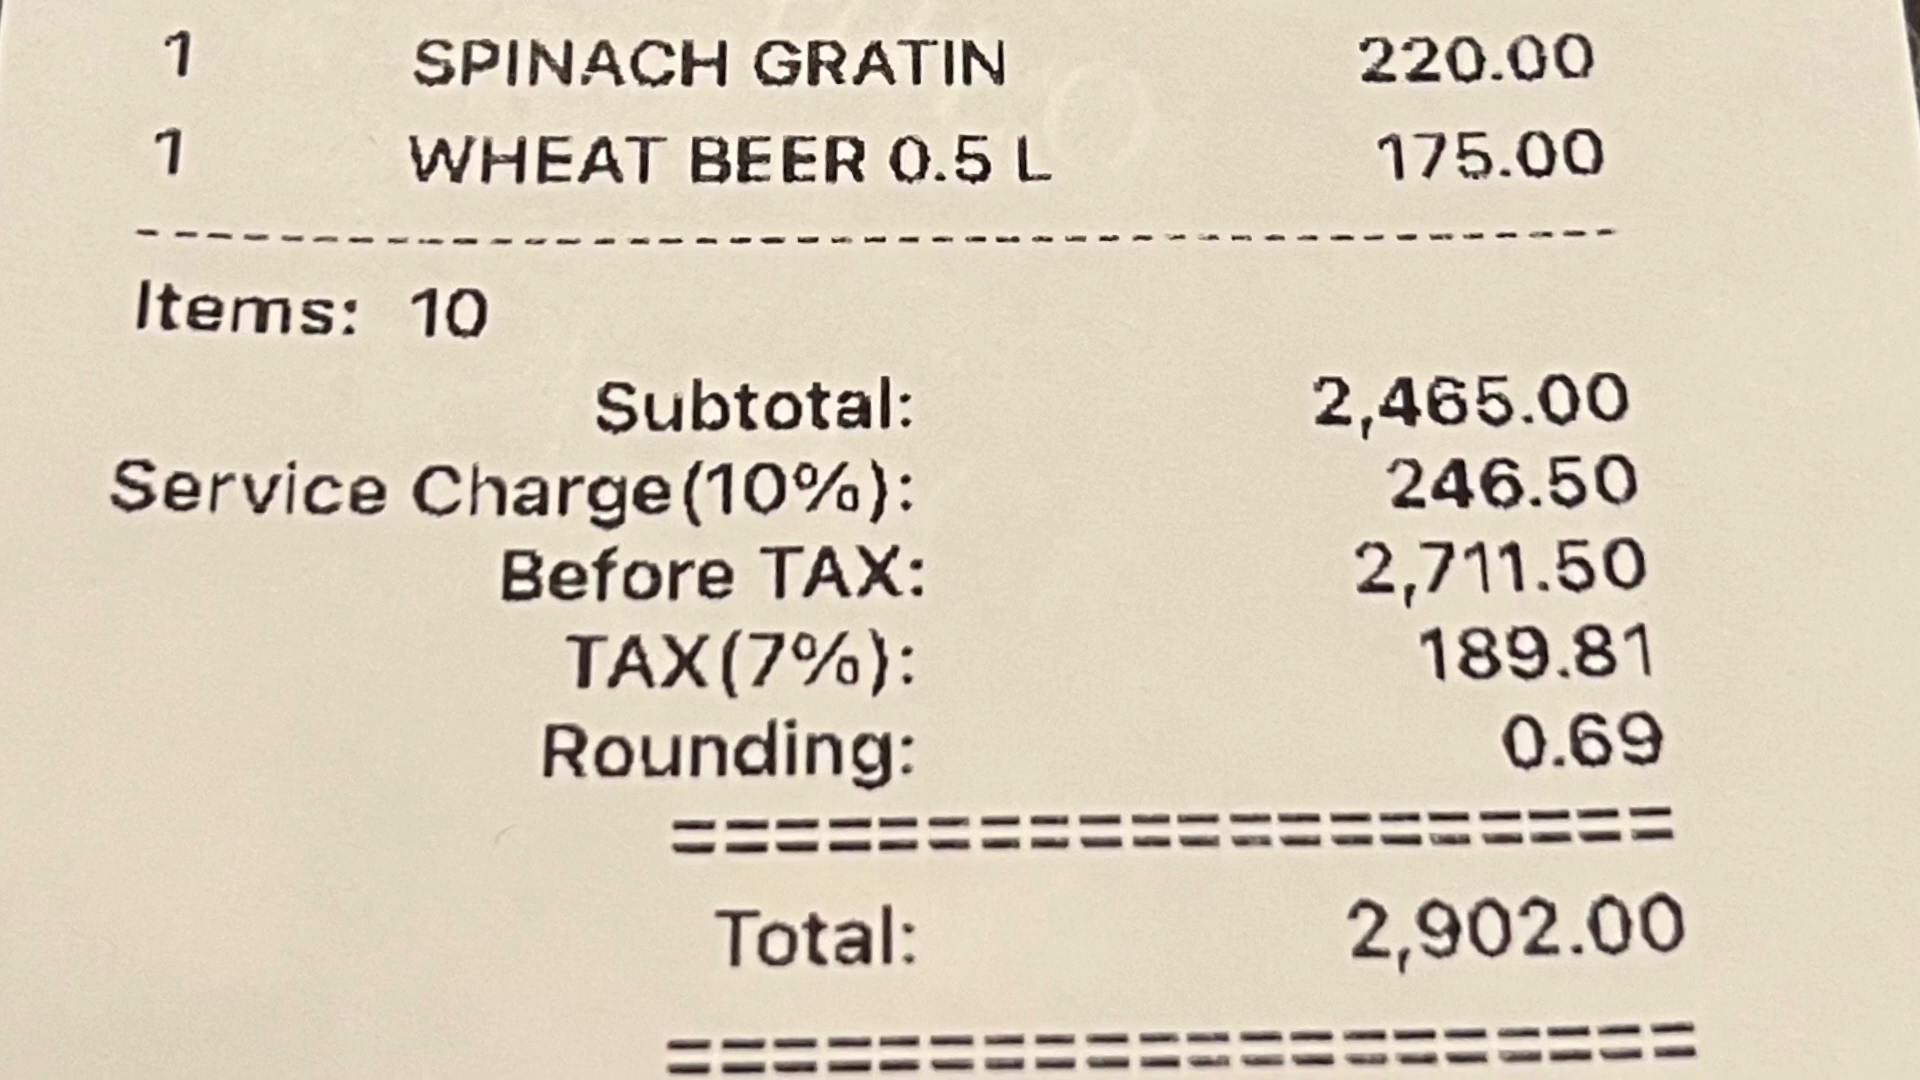 1 SPINACH GRATIN 220.00
1 WHEAT BEER 0.5 L 175.00
Items: 10
Subtotal: 2,465.00
Service Charge(10%): 246.50
Before TAX: 2,711.50
TAX(7%): 189.81
Rounding: 0.69
Total: 2,902.00